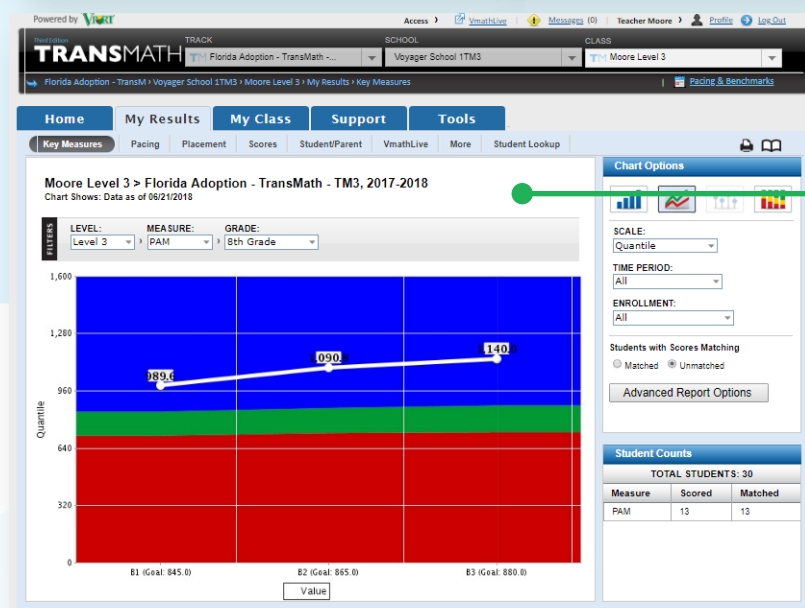 Powered by VPORT
Access Vmathlive Messages (0) Teacher Moore Profile Log Out
Third Edition
TRANSMATH
TRACK SCHOOL CLASS
TM Florida Adoption - TransMath -... Voyager School 1TM3 TM Moore Level 3
Florida Adoption - TransM › Voyager School 1TM3 › Moore Level 3 › My Results › Key Measures | Pacing & Benchmarks
Home My Results My Class Support Tools
Key Measures Pacing Placement Scores Student/Parent VmathLive More Student Lookup
Moore Level 3 > Florida Adoption - TransMath - TM3, 2017-2018
Chart Shows: Data as of 06/21/2018
FILTERS
LEVEL: MEASURE: GRADE:
Level 3 › PAM › 8th Grade
1,600
1,280
960
640
320
0
Quantile
989.6
1,090.
1,140.
B1 (Goal: 845.0) B2 (Goal: 865.0) B3 (Goal: 880.0)
Value
Chart Options
SCALE:
Quantile
TIME PERIOD:
All
ENROLLMENT:
All
Students with Scores Matching
Matched Unmatched
Advanced Report Options
Student Counts
TOTAL STUDENTS: 30
Measure Scored Matched
PAM 13 13